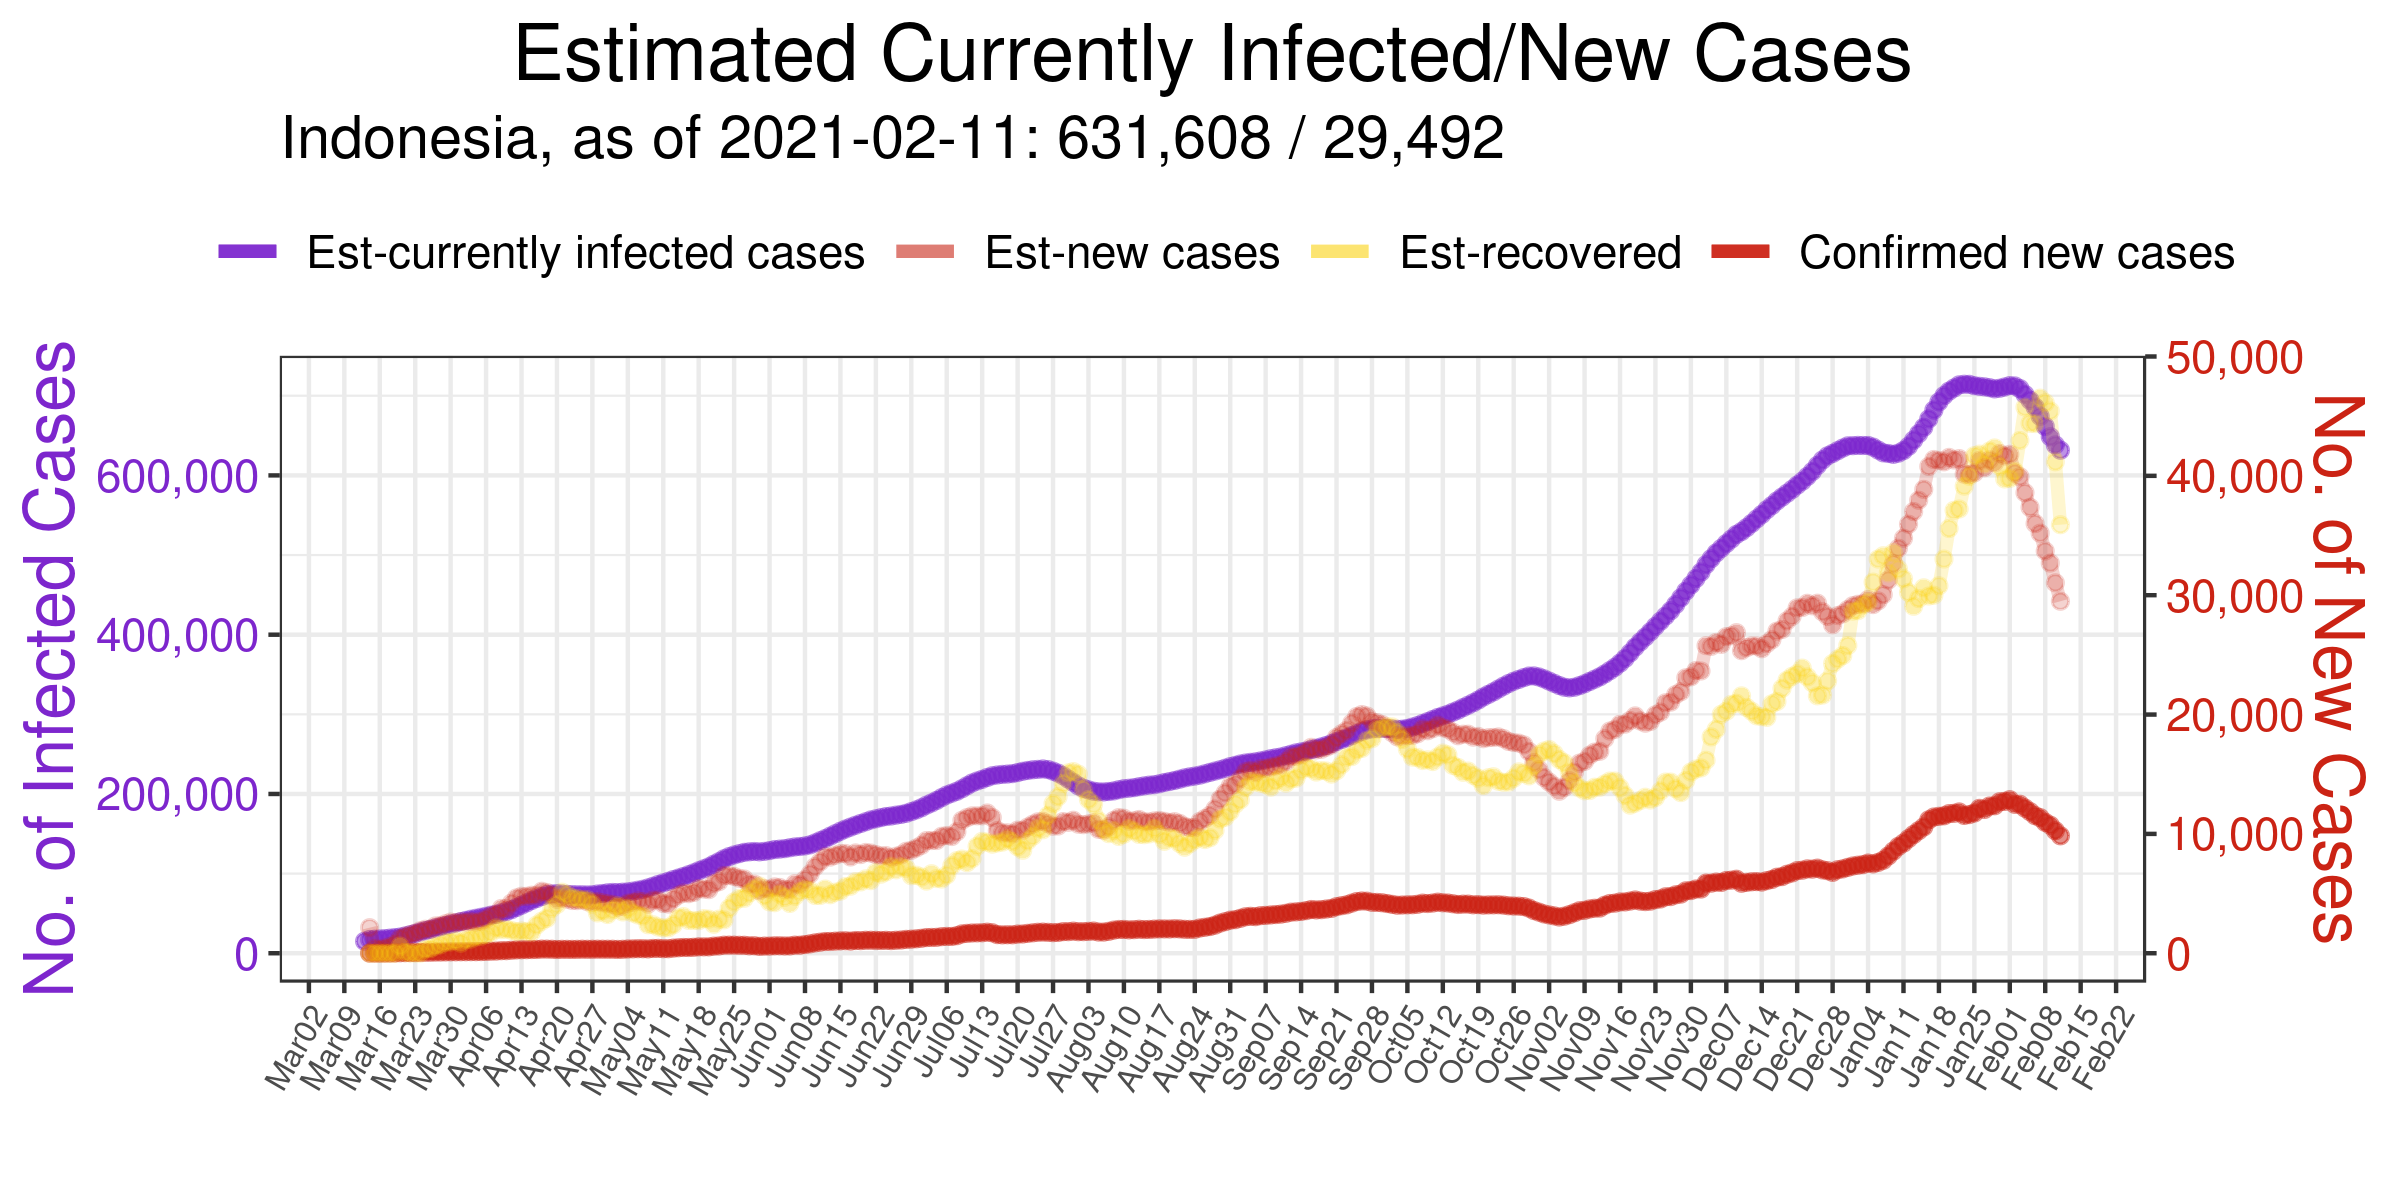 Estimated Currently Infected/New Cases
Indonesia, as of 2021-02-11: 631,608 / 29,492
Est-currently infected cases
Est-new cases
Est-recovered
Confirmed new cases
No. of Infected Cases
600,000
400,000
200,000
0
50,000
40,000
30,000
20,000
10,000
0
No. of New Cases
Mar02
Mar09
Mar16
Mar23
Mar30
Apr06
Apr13
Apr20
Apr27
May04
May11
May18
May25
Jun01
Jun08
Jun15
Jun22
Jun29
Jul06
Jul13
Jul20
Jul27
Aug03
Aug10
Aug17
Aug24
Aug31
Sep07
Sep14
Sep21
Sep28
Oct05
Oct12
Oct19
Oct26
Nov02
Nov09
Nov16
Nov23
Nov30
Dec07
Dec14
Dec21
Dec28
Jan04
Jan11
Jan18
Jan25
Feb01
Feb08
Feb15
Feb22